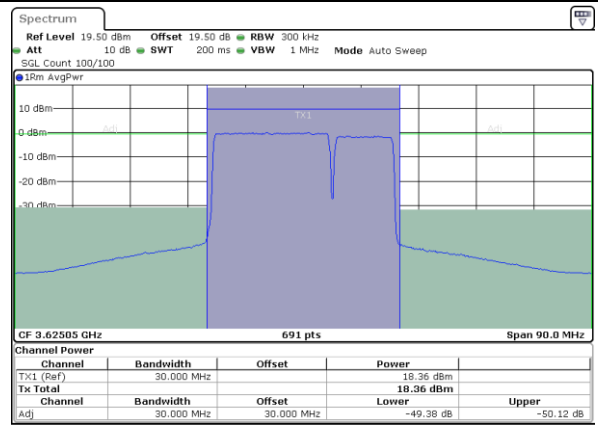 Spectrum
Ref Level 19.50 dBm Offset 19.50 dB RBW 300 kHz
Att 10 dB SWT 200 ms VBW 1 MHz Mode Auto Sweep
SGL Count 100/100
1Rm AvgPwr
10 dBm
TX1
0 dBm
Adj
Adj
-10 dBm
-20 dBm
-30 dBm
CF 3.62505 GHz 691 pts Span 90.0 MHz
Channel Power
Channel Bandwidth Offset Power
TX1 (Ref) 30.000 MHz 18.36 dBm
Tx Total 18.36 dBm
Channel Bandwidth Offset Lower Upper
Adj 30.000 MHz 30.000 MHz -49.38 dB -50.12 dB